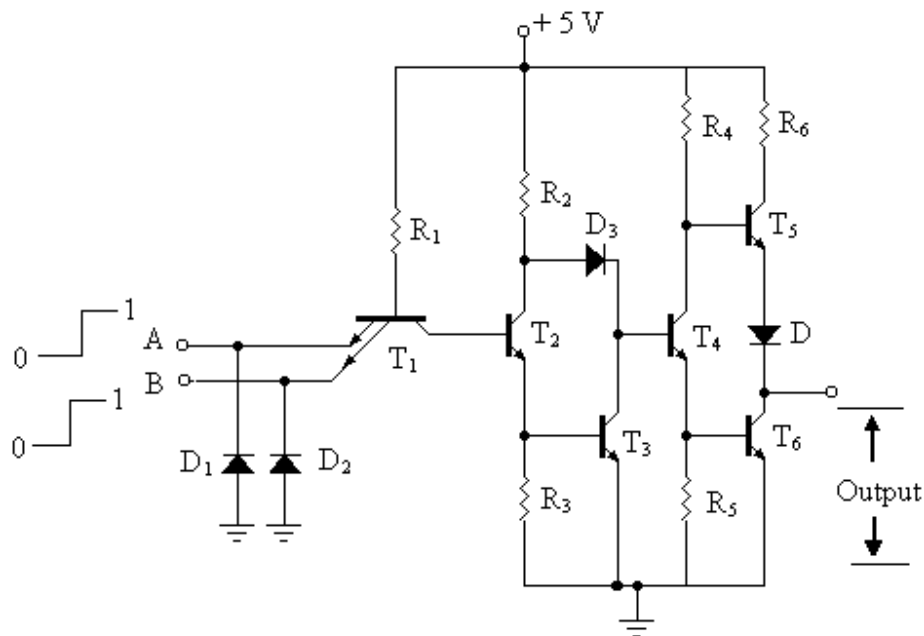 + 5 V
R₄
R₆
R₂
R₁
D₃
T₅
1
0
A
T₁
T₂
T₄
D
B
1
0
D₁
D₂
T₃
T₆
R₃
R₅
Output